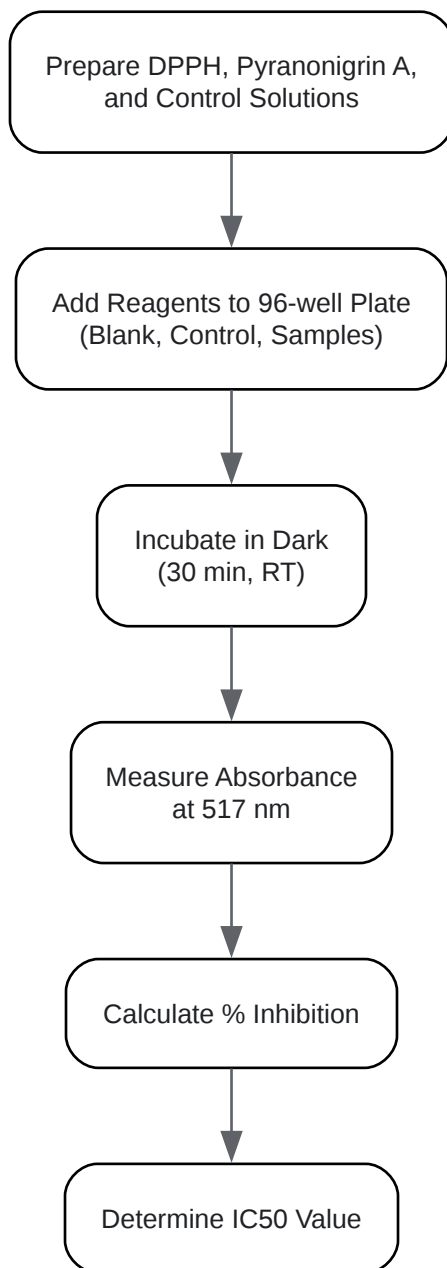 Prepare DPPH, Pyranonigrin A,
and Control Solutions
Add Reagents to 96-well Plate
(Blank, Control, Samples)
Incubate in Dark
(30 min, RT)
Measure Absorbance
at 517 nm
Calculate % Inhibition
Determine IC50 Value